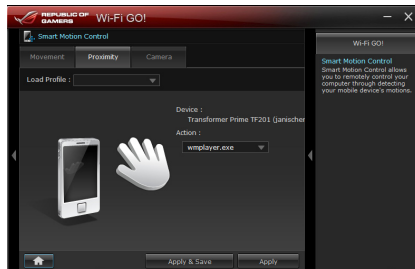 REPUBLIC OF GAMERS Wi-Fi GO!
Smart Motion Control
Movement Proximity Camera
Load Profile :
Device :
Transformer Prime TF201 (janischer
Action :
wmplayer.exe
Apply & Save Apply
Wi-Fi GO!
Smart Motion Control
Smart Motion Control allows
you to remotely control your
computer through detecting
your mobile device's motions.